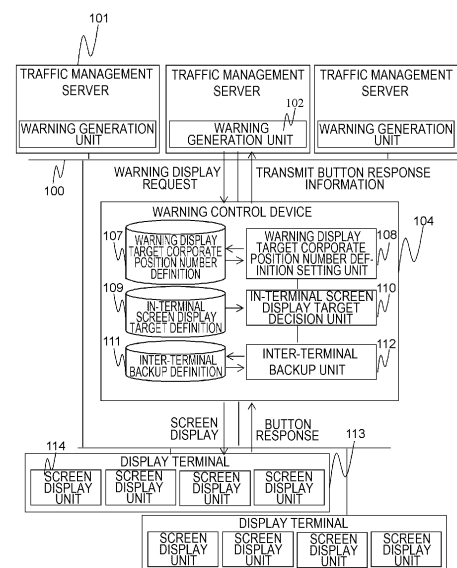 101
TRAFFIC MANAGEMENT
SERVER
WARNING GENERATION
UNIT
TRAFFIC MANAGEMENT
SERVER
102
WARNING
GENERATION UNIT
TRAFFIC MANAGEMENT
SERVER
WARNING GENERATION
UNIT
100
WARNING DISPLAY
REQUEST
TRANSMIT BUTTON RESPONSE
INFORMATION
WARNING CONTROL DEVICE
104
107
WARNING DISPLAY
TARGET CORPORATE
POSITION NUMBER
DEFINITION
WARNING DISPLAY
TARGET CORPORATE
POSITION NUMBER DEF-
INITION SETTING UNIT
108
109
IN-TERMINAL
SCREEN DISPLAY
TARGET DEFINITION
IN-TERMINAL SCREEN
DISPLAY TARGET
DECISION UNIT
110
111
INTER-TERMINAL
BACKUP DEFINITION
INTER-TERMINAL
BACKUP UNIT
112
SCREEN
DISPLAY
BUTTON
RESPONSE
113
114
DISPLAY TERMINAL
SCREEN
DISPLAY
UNIT
SCREEN
DISPLAY
UNIT
SCREEN
DISPLAY
UNIT
SCREEN
DISPLAY
UNIT
DISPLAY TERMINAL
SCREEN
DISPLAY
UNIT
SCREEN
DISPLAY
UNIT
SCREEN
DISPLAY
UNIT
SCREEN
DISPLAY
UNIT